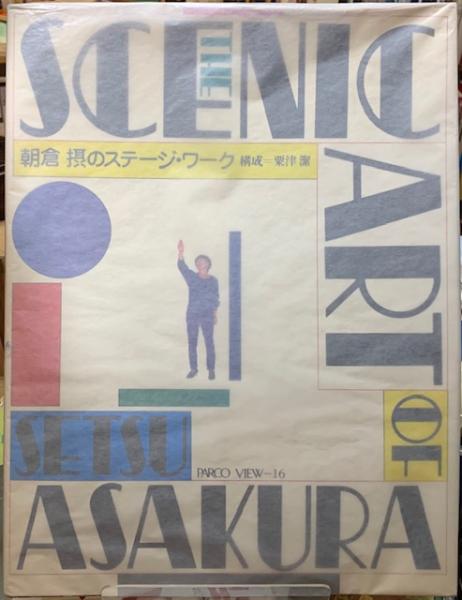 THE
SCENIC
朝倉 摂のステージ・ワーク 構成=粟津 潔
ART
OF
SETSU
PARCO VIEW—16
ASAKURA